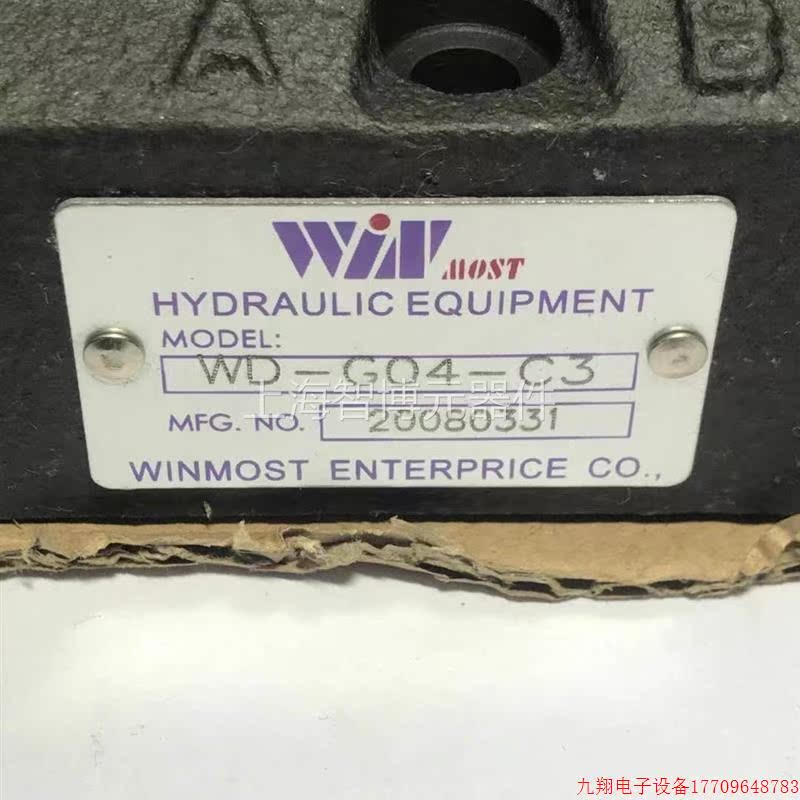 A B
WiN MOST
HYDRAULIC EQUIPMENT
MODEL:
WD-G04-C3
上海智博元器件
MFG. NO. 20080331
WINMOST ENTERPRICE CO.,
九翔电子设备17709648783